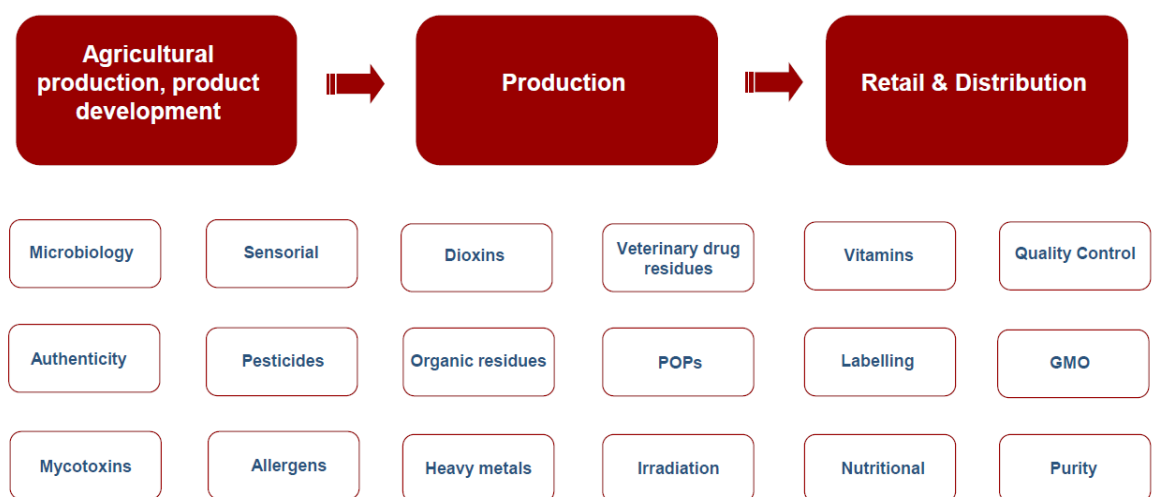 Agricultural
production, product
development
Production
Retail & Distribution
Microbiology
Sensorial
Dioxins
Veterinary drug
residues
Vitamins
Quality Control
Authenticity
Pesticides
Organic residues
POPs
Labelling
GMO
Mycotoxins
Allergens
Heavy metals
Irradiation
Nutritional
Purity